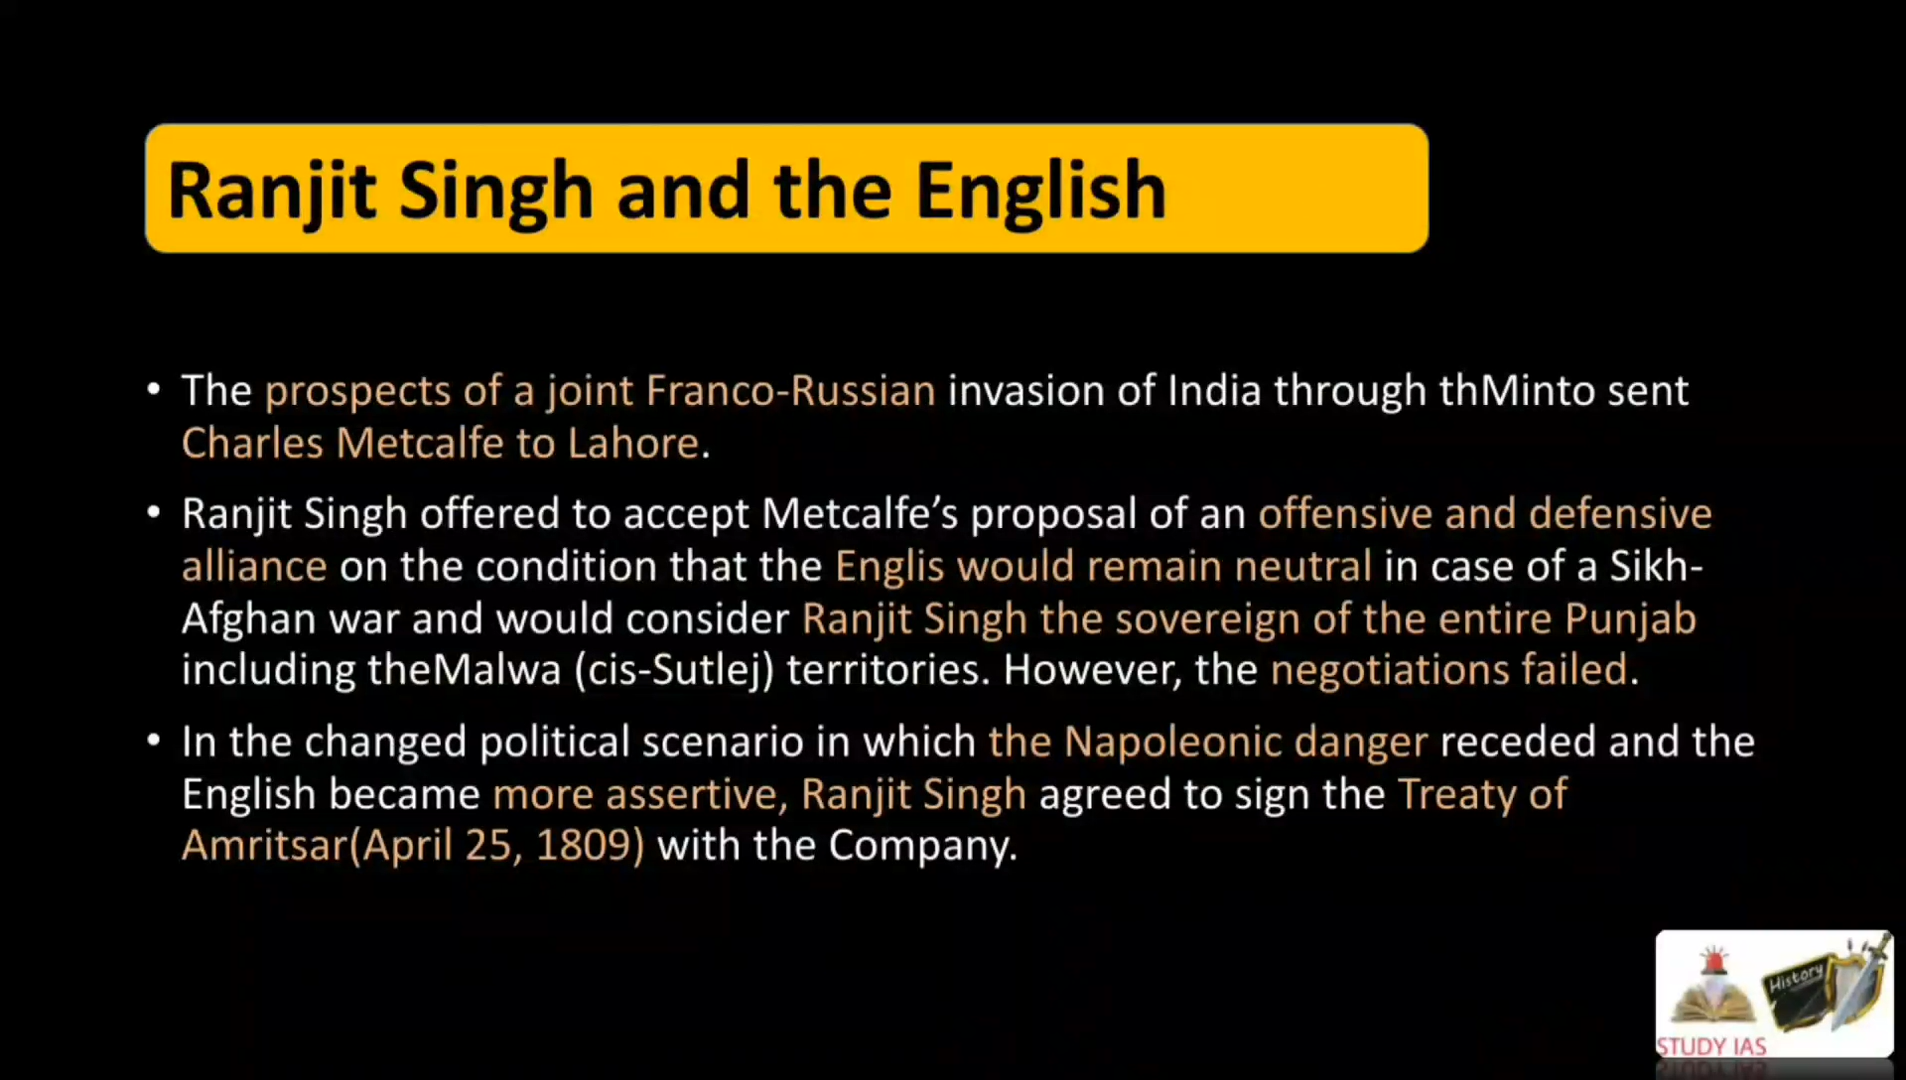 Ranjit Singh and the English
• The prospects of a joint Franco-Russian invasion of India through thMinto sent
Charles Metcalfe to Lahore.
• Ranjit Singh offered to accept Metcalfe’s proposal of an offensive and defensive
alliance on the condition that the Englis would remain neutral in case of a Sikh-
Afghan war and would consider Ranjit Singh the sovereign of the entire Punjab
including theMalwa (cis-Sutlej) territories. However, the negotiations failed.
• In the changed political scenario in which the Napoleonic danger receded and the
English became more assertive, Ranjit Singh agreed to sign the Treaty of
Amritsar(April 25, 1809) with the Company.
History
STUDY IAS